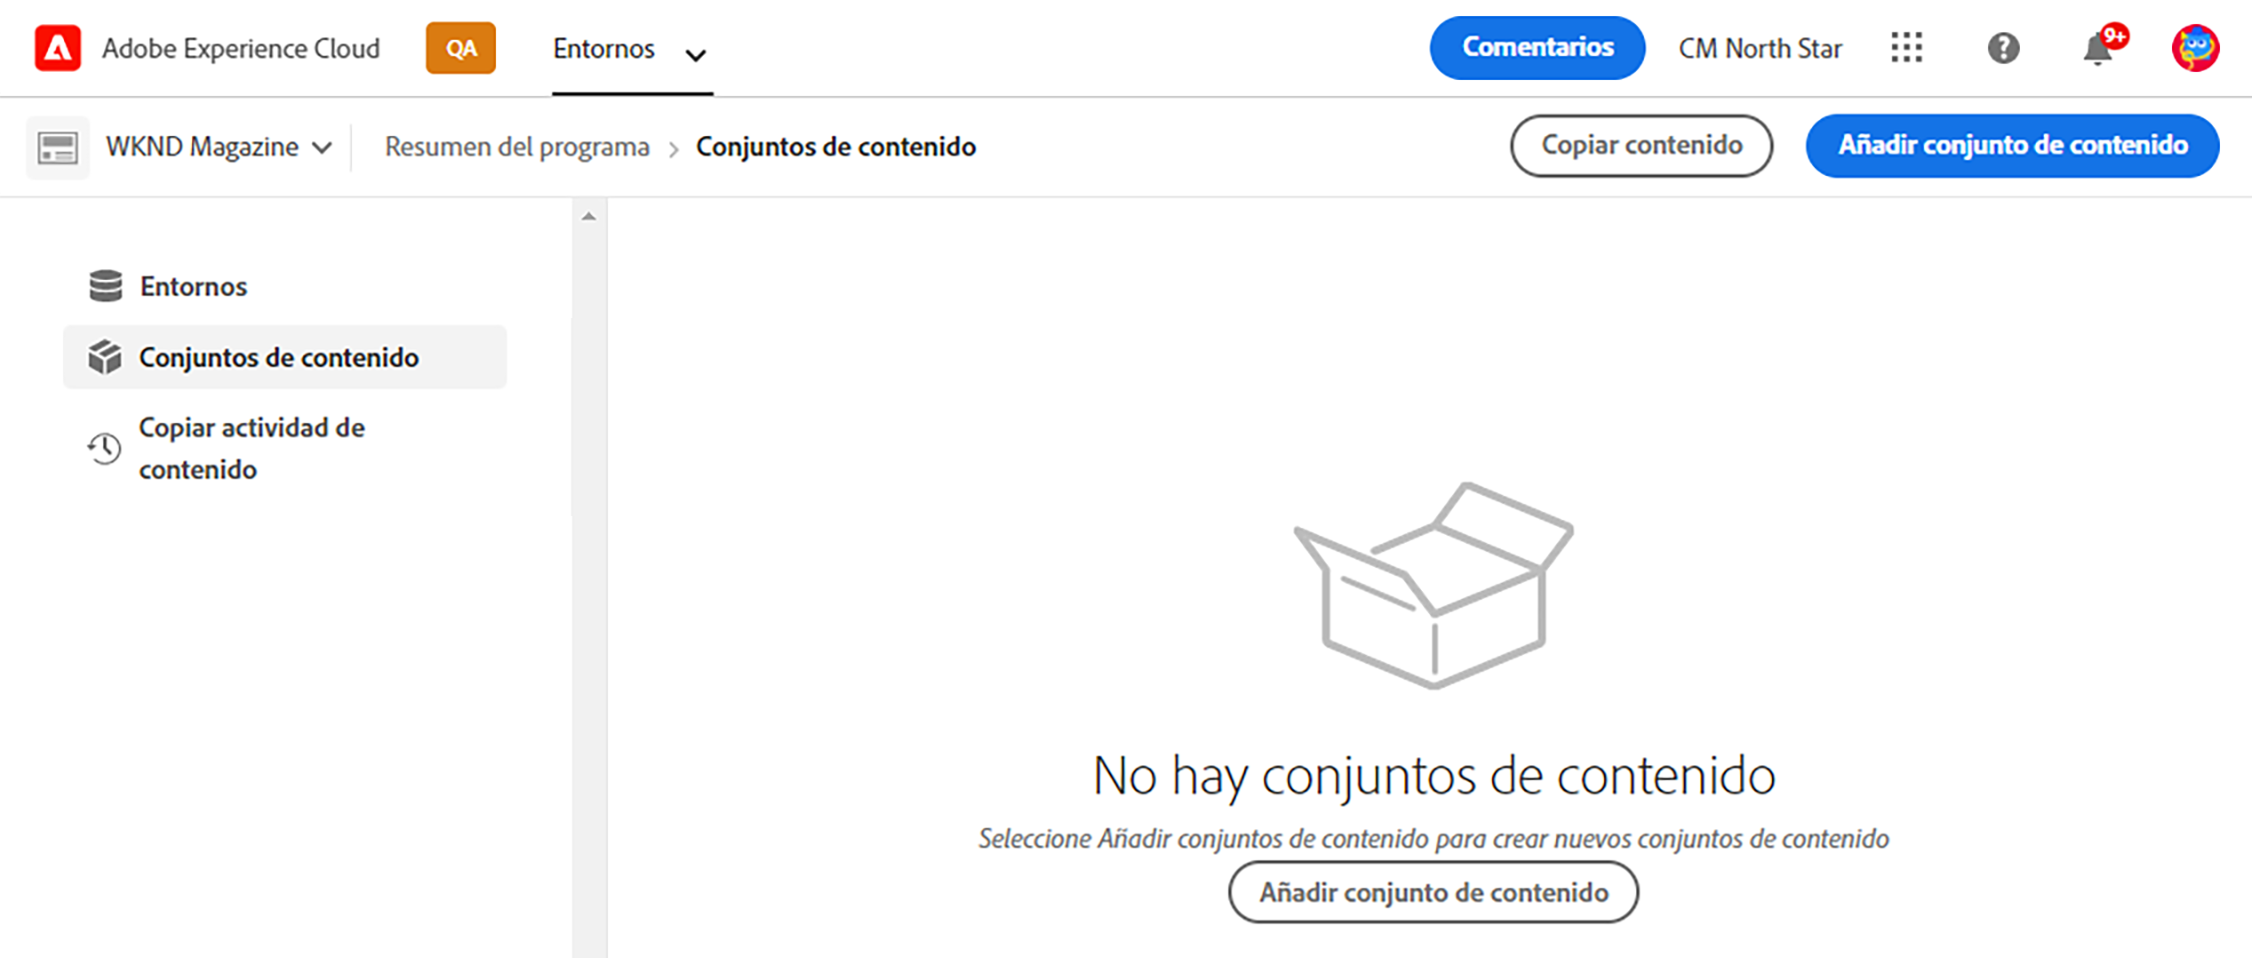 Adobe Experience Cloud QA Entornos Comentarios CM North Star 9+
WKND Magazine Resumen del programa > Conjuntos de contenido Copiar contenido Añadir conjunto de contenido
Entornos
Conjuntos de contenido
Copiar actividad de
contenido
No hay conjuntos de contenido
Seleccione Añadir conjuntos de contenido para crear nuevos conjuntos de contenido
Añadir conjunto de contenido